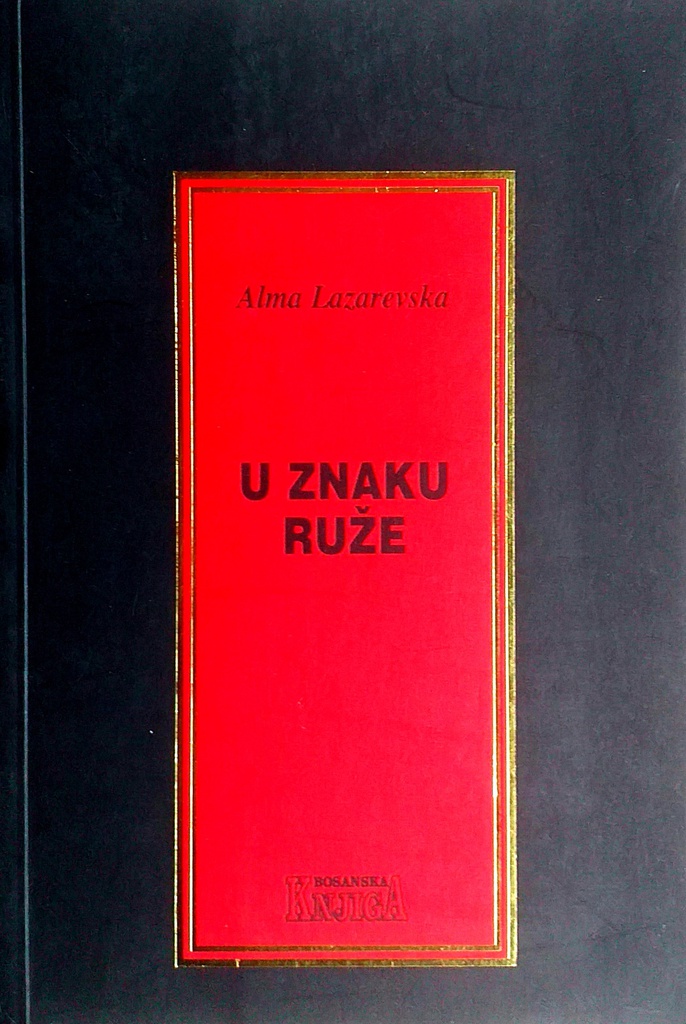 Alma Lazarevska
U ZNAKU
RUŽE
BOSANSKA
KNJIGA